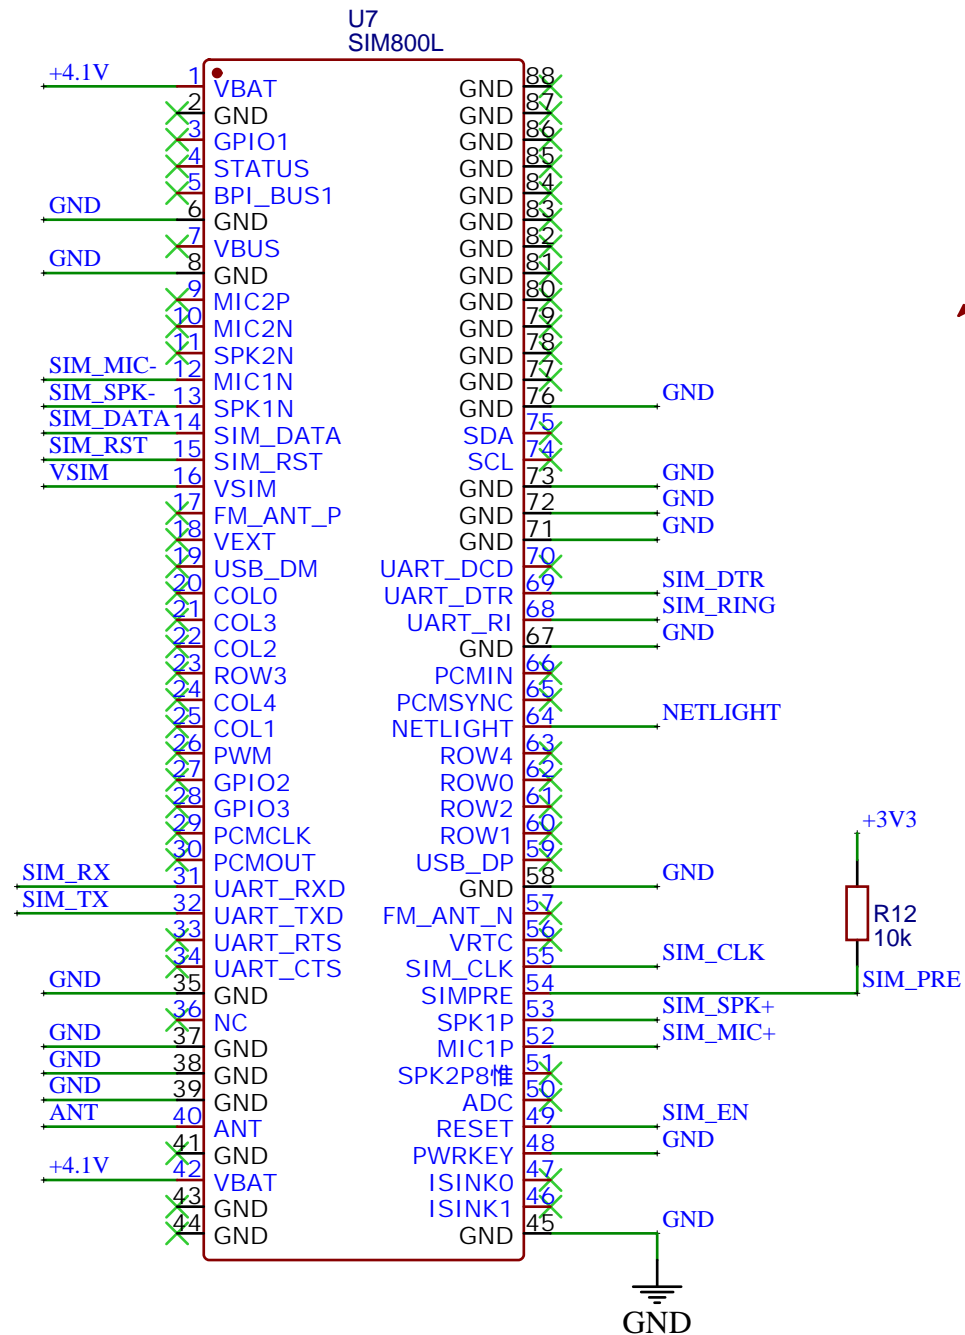 U7
SIM800L
+4.1V 1 VBAT GND 88
2 GND GND 87
3 GPIO1 GND 86
4 STATUS GND 85
5 BPI_BUS1 GND 84
GND 6 GND GND 83
7 VBUS GND 82
GND 8 GND GND 81
9 MIC2P GND 80
10 MIC2N GND 79
11 SPK2N GND 78
SIM_MIC- 12 MIC1N GND 77
SIM_SPK- 13 SPK1N GND 76 GND
SIM_DATA 14 SIM_DATA SDA 75
SIM_RST 15 SIM_RST SCL 74
VSIM 16 VSIM GND 73 GND
17 FM_ANT_P GND 72 GND
18 VEXT GND 71 GND
19 USB_DM UART_DCD 70
20 COL0 UART_DTR 69 SIM_DTR
21 COL3 UART_RI 68 SIM_RING
22 COL2 GND 67 GND
23 ROW3 PCMIN 66
24 COL4 PCMSYNC 65
25 COL1 NETLIGHT 64 NETLIGHT
26 PWM ROW4 63
27 GPIO2 ROW0 62
28 GPIO3 ROW2 61
29 PCMCLK ROW1 60 +3V3
30 PCMOUT USB_DP 59
SIM_RX 31 UART_RXD GND 58 GND
SIM_TX 32 UART_TXD FM_ANT_N 57 R12
33 UART_RTS VRTC 56 10k
34 UART_CTS SIM_CLK 55 SIM_CLK
GND 35 GND SIMPRE 54 SIM_PRE
36 NC SPK1P 53 SIM_SPK+
GND 37 GND MIC1P 52 SIM_MIC+
GND 38 GND SPK2P8惟 51
GND 39 GND ADC 50
ANT 40 ANT RESET 49 SIM_EN
41 GND PWRKEY 48 GND
+4.1V 42 VBAT ISINK0 47
43 GND ISINK1 46
44 GND GND 45 GND
GND